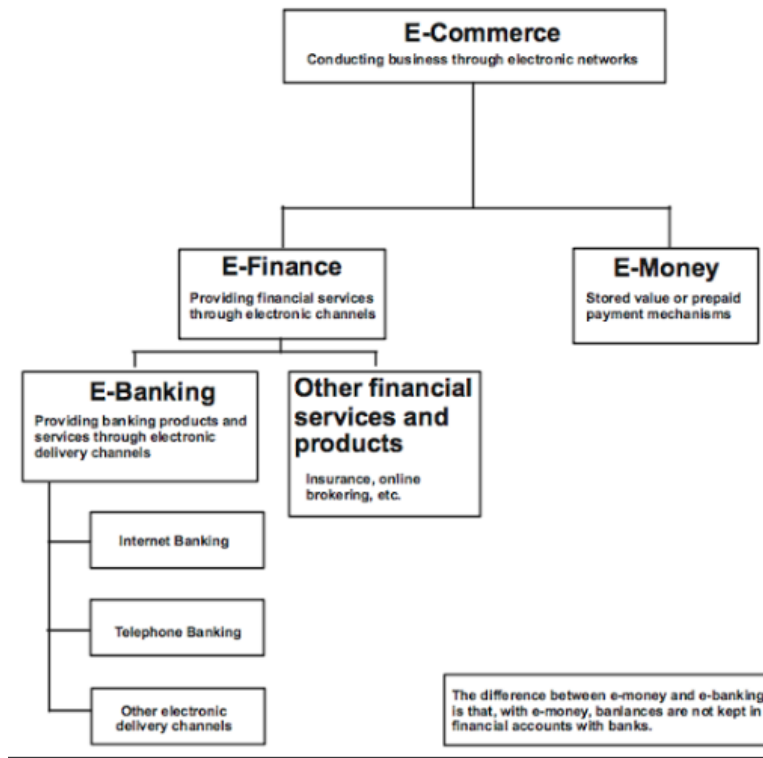 E-Commerce
Conducting business through electronic networks
E-Finance
Providing financial services
through electronic channels
E-Money
Stored value or prepaid
payment mechanisms
E-Banking
Providing banking products and
services through electronic
delivery channels
Other financial
services and
products
Insurance, online
brokering, etc.
Internet Banking
Telephone Banking
Other electronic
delivery channels
The difference between e-money and e-banking
is that, with e-money, banlances are not kept in
financial accounts with banks.